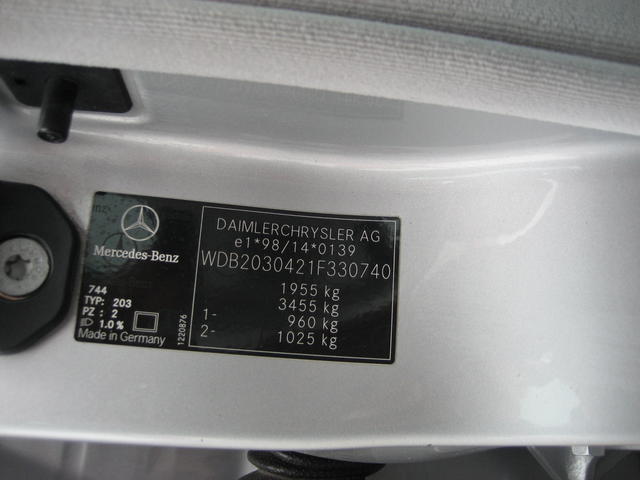 Mercedes-Benz
DAIMLERCHRYSLER AG
e1*98/14*0139
WDB2030421F330740
1955 kg
3455 kg
1- 960 kg
2- 1025 kg
744
TYP: 203
PZ : 2
1.0 %
Made in Germany
1220876